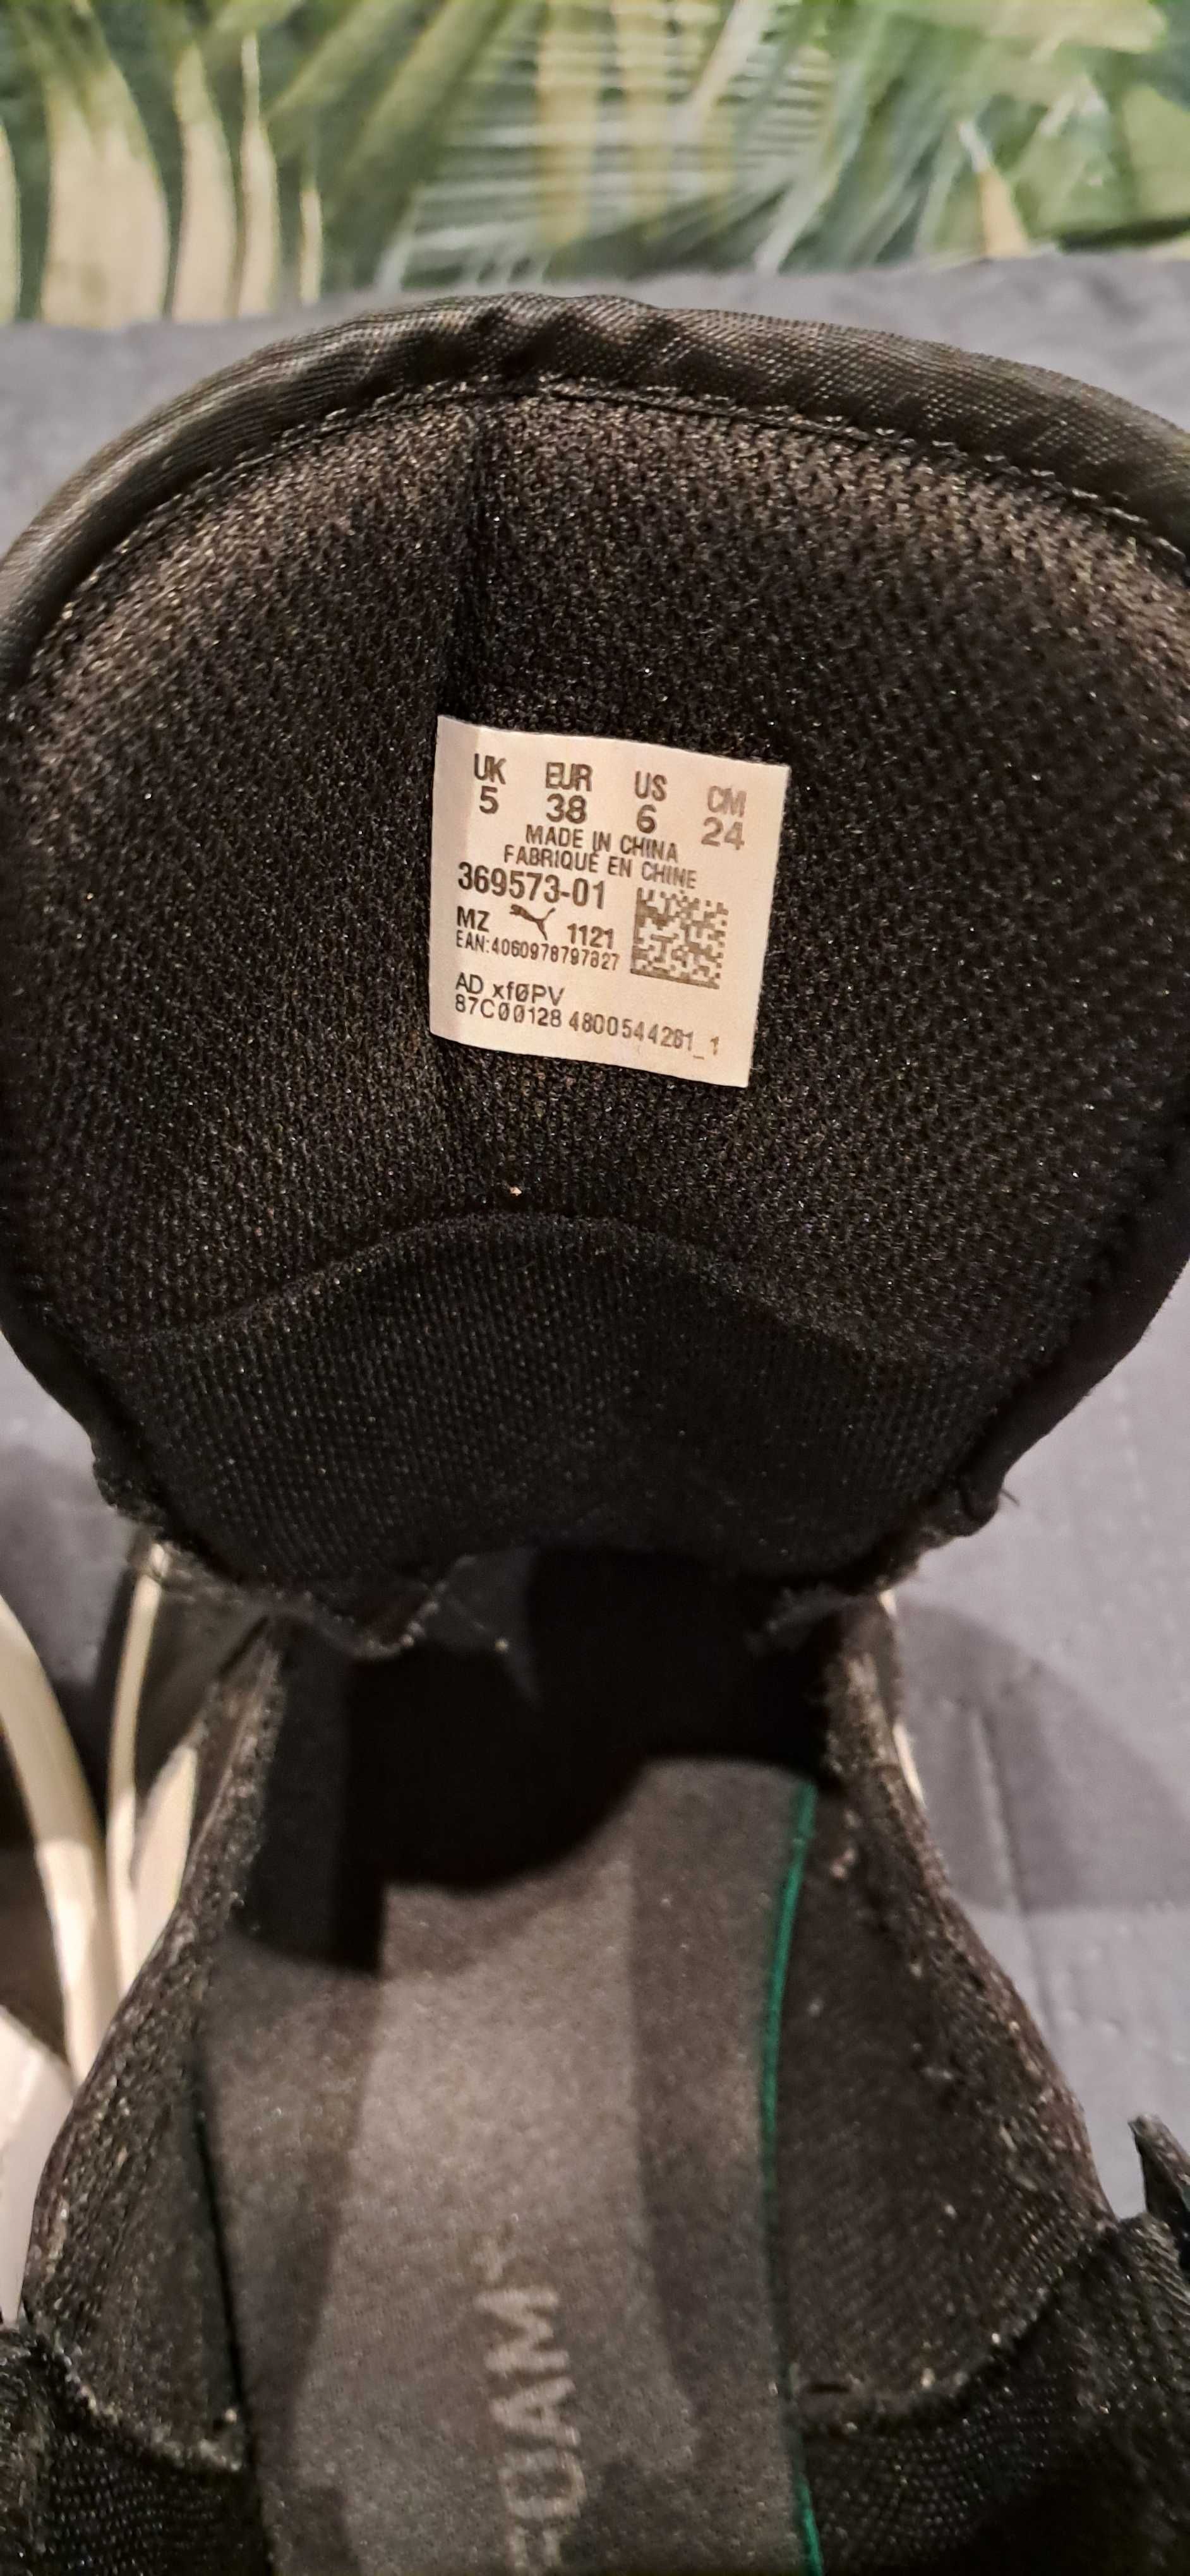 UK EUR US CM
5 38 6 24
MADE IN CHINA
FABRIQUÉ EN CHINE
369573-01
MZ 1121
EAN:4060978797827
AD xføPV
87C00128 4800544281_1
FOAM+